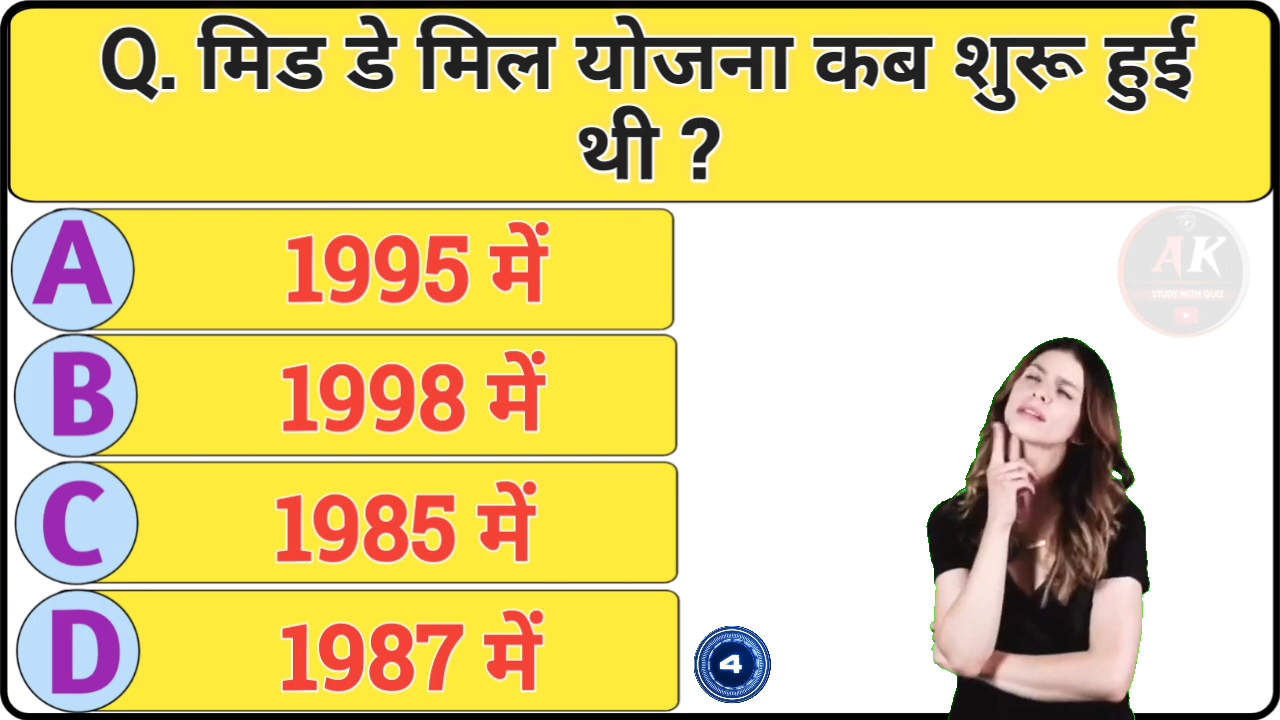 Q. मिड डे मिल योजना कब शुरू हुई
थी ?
A 1995 में
B 1998 में
C 1985 में
D 1987 में
4
AK
STUDY WITH QUIZ